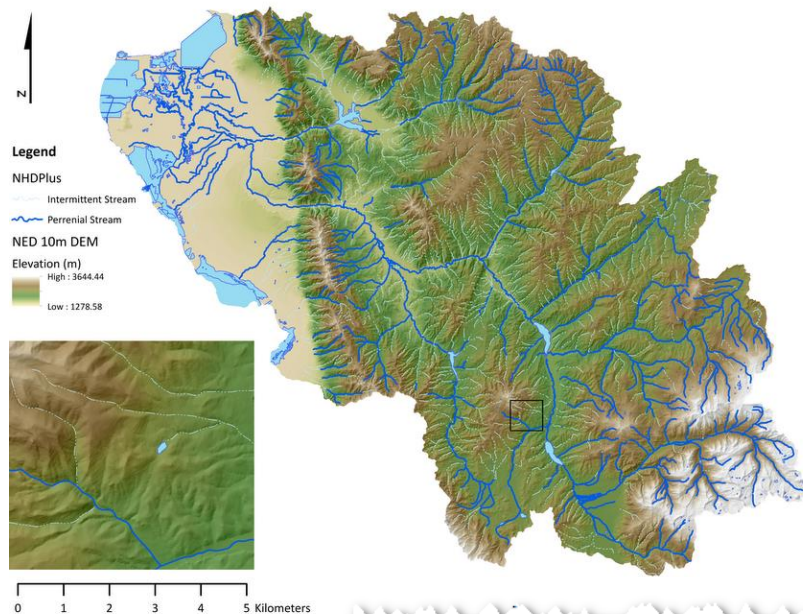 N
Legend
NHDPlus
Intermittent Stream
Perrenial Stream
NED 10m DEM
Elevation (m)
High : 3644.44
Low : 1278.58
0 1 2 3 4 5 Kilometers